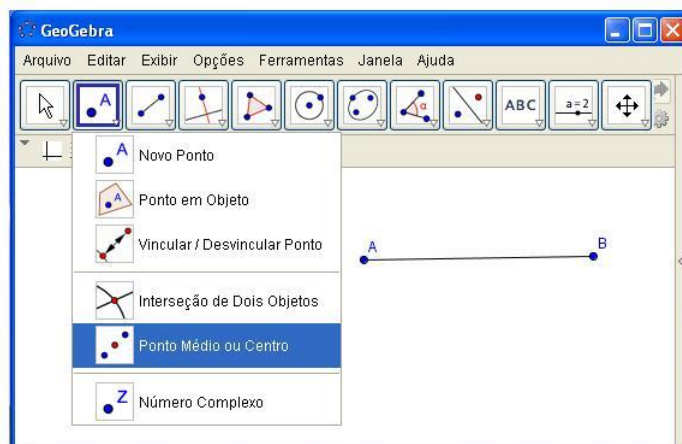 GeoGebra
Arquivo Editar Exibir Opções Ferramentas Janela Ajuda
A
α
ABC
a=2
A Novo Ponto
A Ponto em Objeto
Vincular / Desvincular Ponto
Interseção de Dois Objetos
Ponto Médio ou Centro
Z Número Complexo
A
B